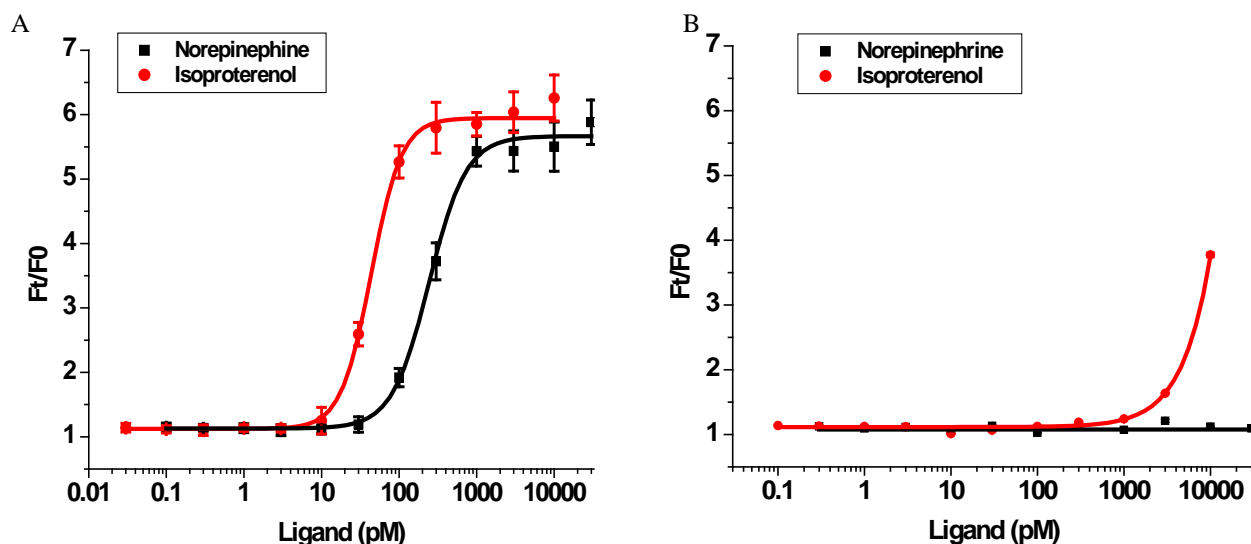 A
Norepinephine
Isoproterenol
7
6
5
4
3
2
1
Ft/F0
0.01 0.1 1 10 100 1000 10000
Ligand (pM)
B
Norepinephrine
Isoproterenol
7
6
5
4
3
2
1
Ft/F0
0.1 1 10 100 1000 10000
Ligand (pM)